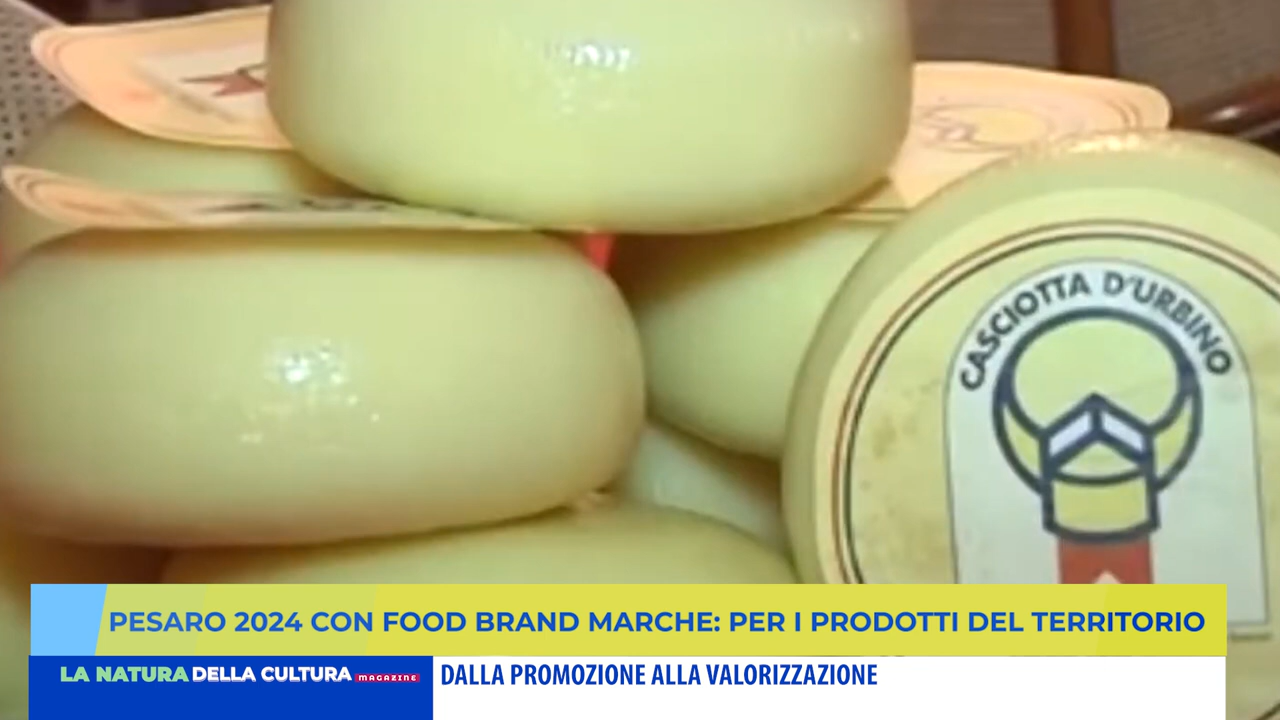 CASCIOTTA D'URBINO
PESARO 2024 CON FOOD BRAND MARCHE: PER I PRODOTTI DEL TERRITORIO
LA NATURA DELLA CULTURA MAGAZINE
DALLA PROMOZIONE ALLA VALORIZZAZIONE